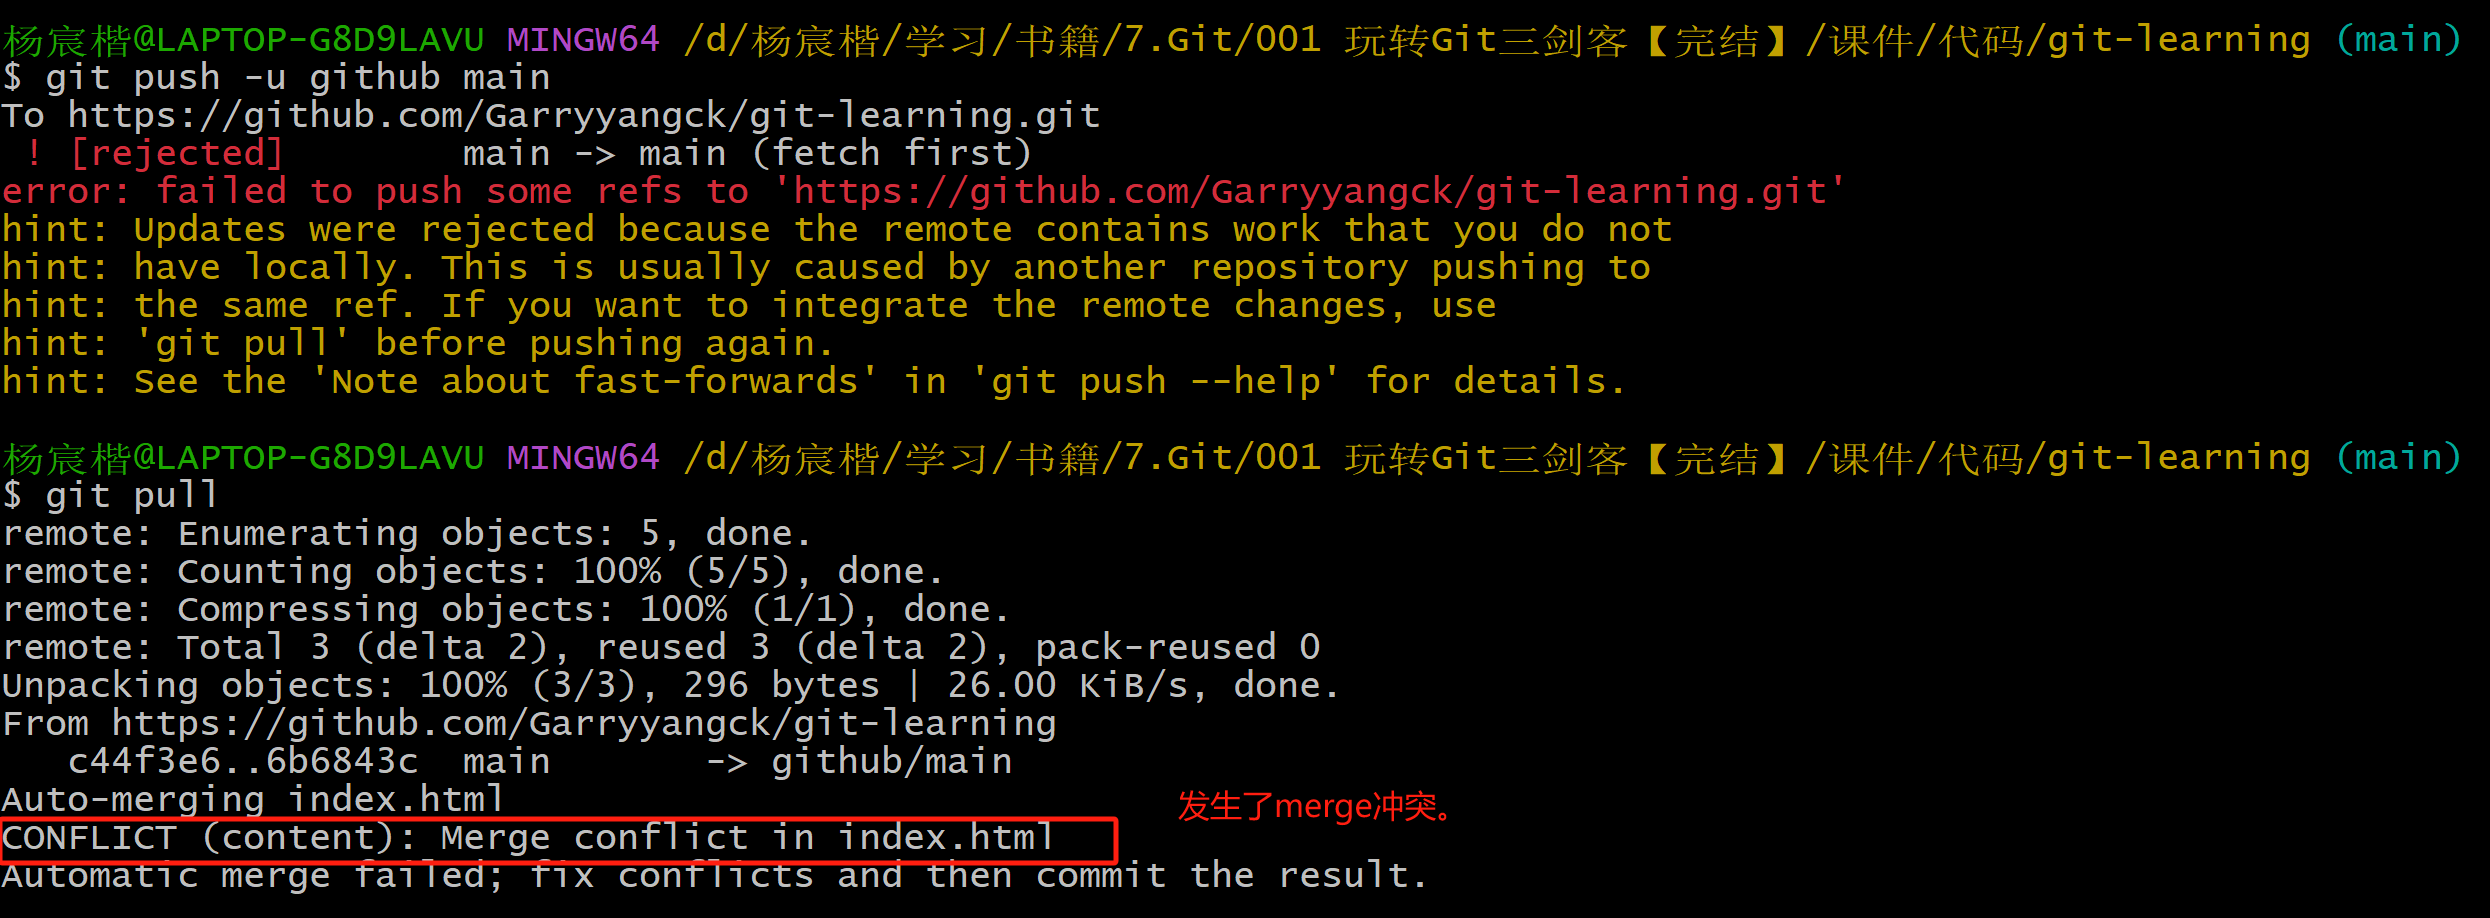 杨宸楷@LAPTOP-G8D9LAVU MINGW64 /d/杨宸楷/学习/书籍/7.Git/001 玩转Git三剑客【完结】/课件/代码/git-learning (main)
$ git push -u github main
To https://github.com/Garryyangck/git-learning.git
 ! [rejected]        main -> main (fetch first)
error: failed to push some refs to 'https://github.com/Garryyangck/git-learning.git'
hint: Updates were rejected because the remote contains work that you do not
hint: have locally. This is usually caused by another repository pushing to
hint: the same ref. If you want to integrate the remote changes, use
hint: 'git pull' before pushing again.
hint: See the 'Note about fast-forwards' in 'git push --help' for details.
杨宸楷@LAPTOP-G8D9LAVU MINGW64 /d/杨宸楷/学习/书籍/7.Git/001 玩转Git三剑客【完结】/课件/代码/git-learning (main)
$ git pull
remote: Enumerating objects: 5, done.
remote: Counting objects: 100% (5/5), done.
remote: Compressing objects: 100% (1/1), done.
remote: Total 3 (delta 2), reused 3 (delta 2), pack-reused 0
Unpacking objects: 100% (3/3), 296 bytes | 26.00 KiB/s, done.
From https://github.com/Garryyangck/git-learning
   c44f3e6..6b6843c  main       -> github/main
Auto-merging index.html
发生了merge冲突。
CONFLICT (content): Merge conflict in index.html
Automatic merge failed; fix conflicts and then commit the result.